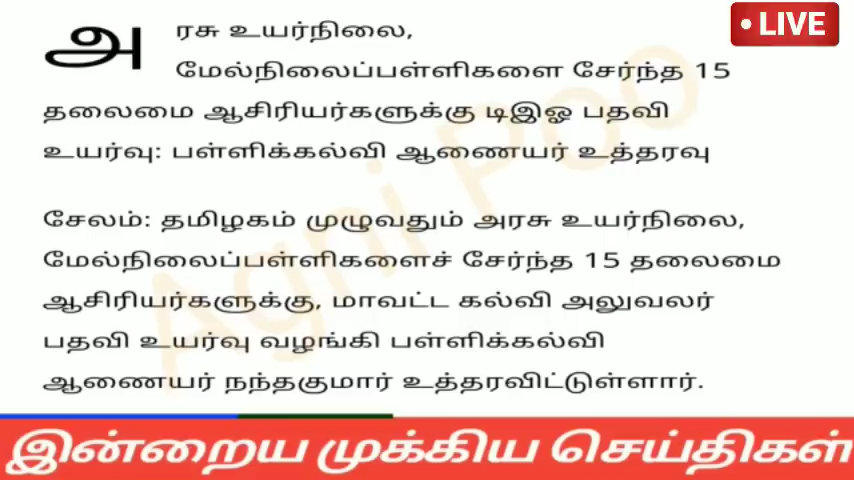 LIVE
அரசு உயர்நிலை,
மேல்நிலைப்பள்ளிகளை சேர்ந்த 15
தலைமை ஆசிரியர்களுக்கு டிஇஓ பதவி
உயர்வு: பள்ளிக்கல்வி ஆணையர் உத்தரவு
சேலம்: தமிழகம் முழுவதும் அரசு உயர்நிலை,
மேல்நிலைப்பள்ளிகளைச் சேர்ந்த 15 தலைமை
ஆசிரியர்களுக்கு, மாவட்ட கல்வி அலுவலர்
பதவி உயர்வு வழங்கி பள்ளிக்கல்வி
ஆணையர் நந்தகுமார் உத்தரவிட்டுள்ளார்.
Agni Poo
இன்றைய முக்கிய செய்திகள்